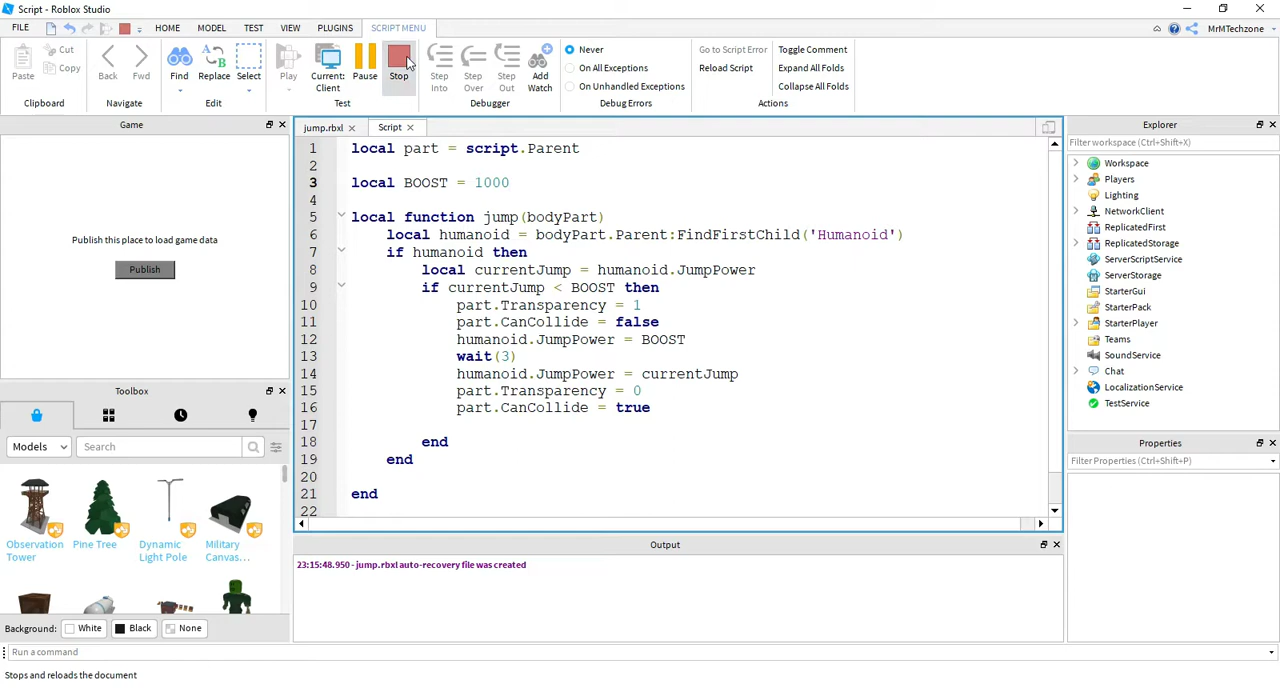 Script - Roblox Studio
FILE HOME MODEL TEST VIEW PLUGINS SCRIPT MENU MrMTechzone
Paste Cut Copy Back Fwd Find Replace Select Play Current: Client Pause Stop Step Into Step Over Step Out Add Watch
Never
On All Exceptions
On Unhandled Exceptions
Go to Script Error
Reload Script
Toggle Comment
Expand All Folds
Collapse All Folds
Clipboard Navigate Edit Test Debugger Debug Errors Actions
Game
Publish this place to load game data
Publish
Toolbox
Models Search
Observation Tower
Pine Tree
Dynamic Light Pole
Military Canvas...
Background: White Black None
jump.rbxl Script
1 local part = script.Parent
2
3 local BOOST = 1000
4
5 local function jump(bodyPart)
6 local humanoid = bodyPart.Parent:FindFirstChild('Humanoid')
7 if humanoid then
8 local currentJump = humanoid.JumpPower
9 if currentJump < BOOST then
10 part.Transparency = 1
11 part.CanCollide = false
12 humanoid.JumpPower = BOOST
13 wait(3)
14 humanoid.JumpPower = currentJump
15 part.Transparency = 0
16 part.CanCollide = true
17
18 end
19 end
20
21 end
22
Output
23:15:48.950 - jump.rbxl auto-recovery file was created
Explorer
Filter workspace (Ctrl+Shift+X)
Workspace
Players
Lighting
NetworkClient
ReplicatedFirst
ReplicatedStorage
ServerScriptService
ServerStorage
StarterGui
StarterPack
StarterPlayer
Teams
SoundService
Chat
LocalizationService
TestService
Properties
Filter Properties (Ctrl+Shift+P)
Run a command
Stops and reloads the document